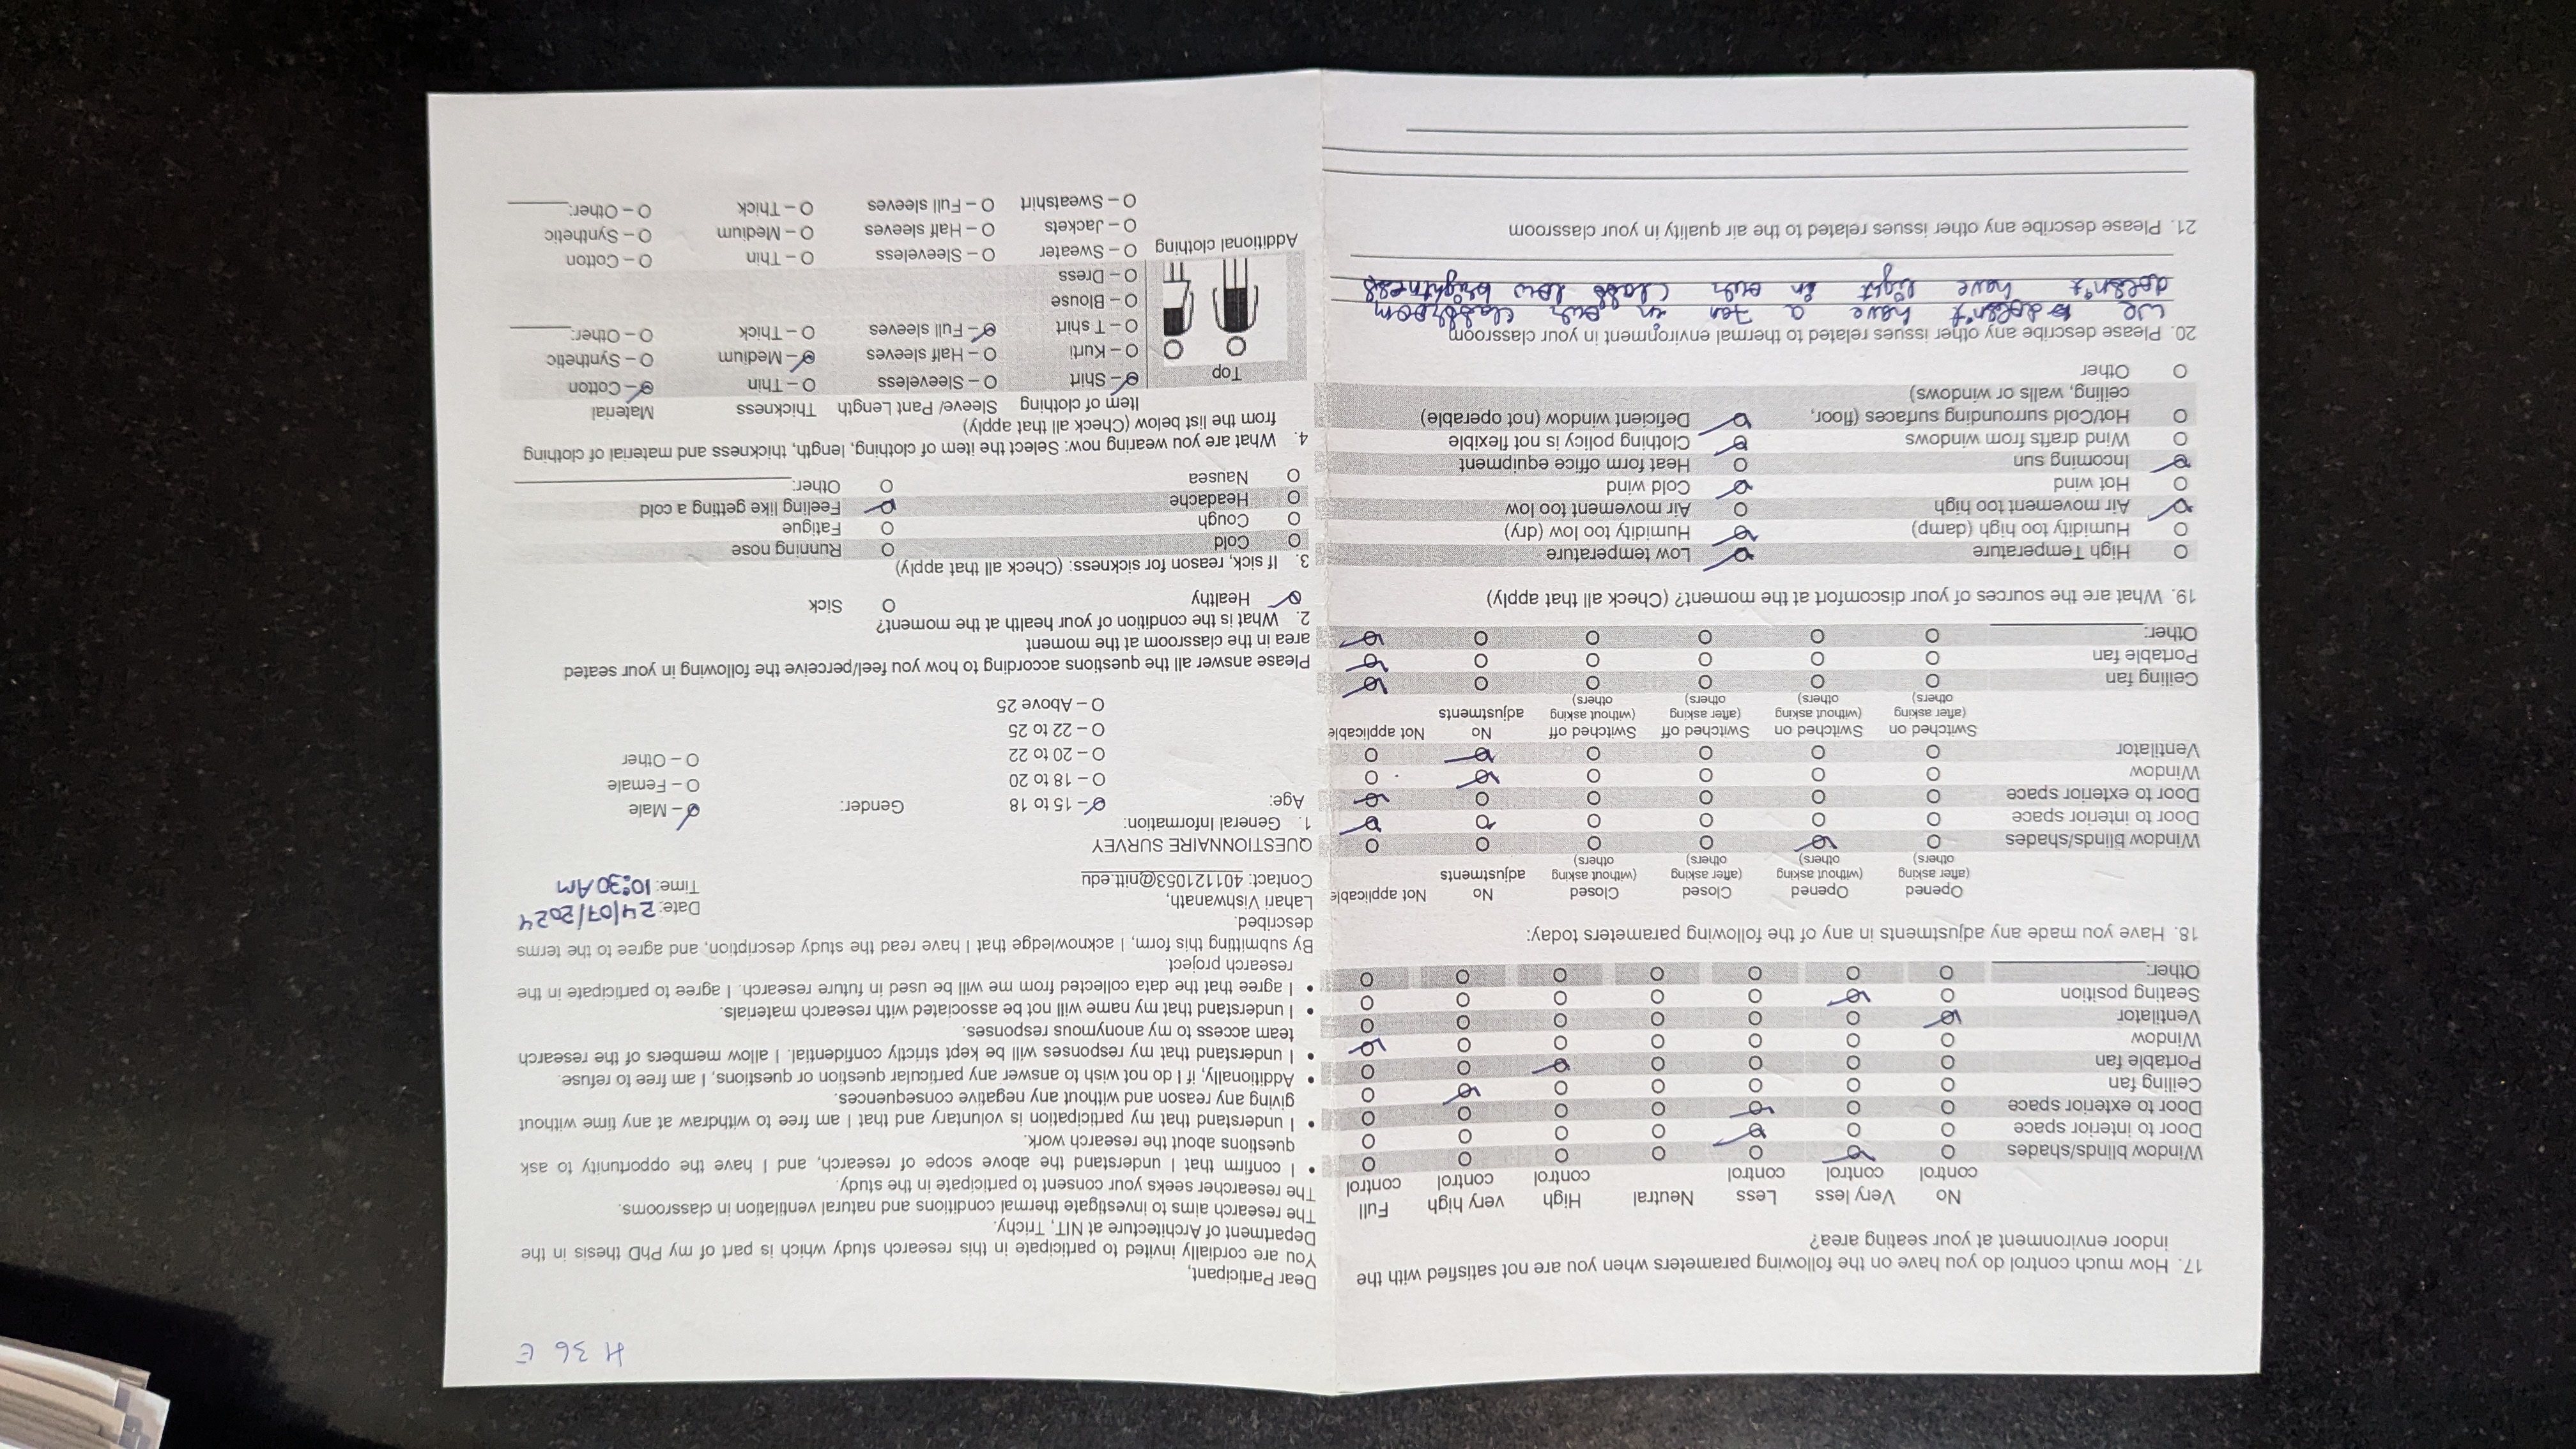 17. How much control do you have on the following parameters when you are not satisfied with the
indoor environment at your seating area?
No control Very less control Less control Neutral High control very high control Full control
Window blinds/shades O O O O O O O
Door to interior space O O O O O O O
Door to exterior space O O O O O O O
Ceiling fan O O O O O O O
Portable fan O O O O O O O
Window O O O O O O O
Ventilator O O O O O O O
Seating position O O O O O O O
Other: O O O O O O O
18. Have you made any adjustments in any of the following parameters today:
Opened (after asking others) Opened (without asking others) Closed (after asking others) Closed (without asking others) No adjustments Not applicable
Window blinds/shades O O O O O O
Door to interior space O O O O O O
Door to exterior space O O O O O O
Window O O O O O O
Ventilator O O O O O O
Switched on (after asking others) Switched on (without asking others) Switched off (after asking others) Switched off (without asking others) No adjustments Not applicable
Ceiling fan O O O O O O
Portable fan O O O O O O
Other: O O O O O O
19. What are the sources of your discomfort at the moment? (Check all that apply)
O High Temperature O Low temperature
O Humidity too high (damp) O Humidity too low (dry)
O Air movement too high O Air movement too low
O Hot wind O Cold wind
O Incoming sun O Heat form office equipment
O Wind drafts from windows O Clothing policy is not flexible
O Hot/Cold surrounding surfaces (floor, O Deficient window (not operable)
ceiling, walls or windows)
O Other
20. Please describe any other issues related to thermal environment in your classroom
we doesn't have a fan in our classroom
doesn't have light in our class low brightness
21. Please describe any other issues related to the air quality in your classroom
H 36 E
Dear Participant,
You are cordially invited to participate in this research study which is part of my PhD thesis in the
Department of Architecture at NIT, Trichy.
The research aims to investigate thermal conditions and natural ventilation in classrooms.
The researcher seeks your consent to participate in the study.
• I confirm that I understand the above scope of research, and I have the opportunity to ask
questions about the research work.
• I understand that my participation is voluntary and that I am free to withdraw at any time without
giving any reason and without any negative consequences.
• Additionally, if I do not wish to answer any particular question or questions, I am free to refuse.
• I understand that my responses will be kept strictly confidential. I allow members of the research
team access to my anonymous responses.
• I understand that my name will not be associated with research materials.
• I agree that the data collected from me will be used in future research. I agree to participate in the
research project.
By submitting this form, I acknowledge that I have read the study description, and agree to the terms
described.
Lahari Vishwanath, Date: 24/07/2024
Contact: 401121053@nitt.edu Time: 10:30 AM
QUESTIONNAIRE SURVEY
1. General Information:
Age: O – 15 to 18 Gender: O – Male
O – 18 to 20 O – Female
O – 20 to 22 O – Other
O – 22 to 25
O – Above 25
Please answer all the questions according to how you feel/perceive the following in your seated
area in the classroom at the moment
2. What is the condition of your health at the moment?
O Healthy O Sick
3. If sick, reason for sickness: (Check all that apply)
O Cold O Running nose
O Cough O Fatigue
O Headache O Feeling like getting a cold
O Nausea O Other:
4. What are you wearing now: Select the item of clothing, length, thickness and material of clothing
from the list below (Check all that apply)
Item of clothing Sleeve/ Pant Length Thickness Material
Top O – Shirt O – Sleeveless O – Thin O – Cotton
O – Kurti O – Half sleeves O – Medium O – Synthetic
O – T shirt O – Full sleeves O – Thick O – Other:
O – Blouse
O – Dress
Additional clothing O – Sweater O – Sleeveless O – Thin O – Cotton
O – Jackets O – Half sleeves O – Medium O – Synthetic
O – Sweatshirt O – Full sleeves O – Thick O – Other: